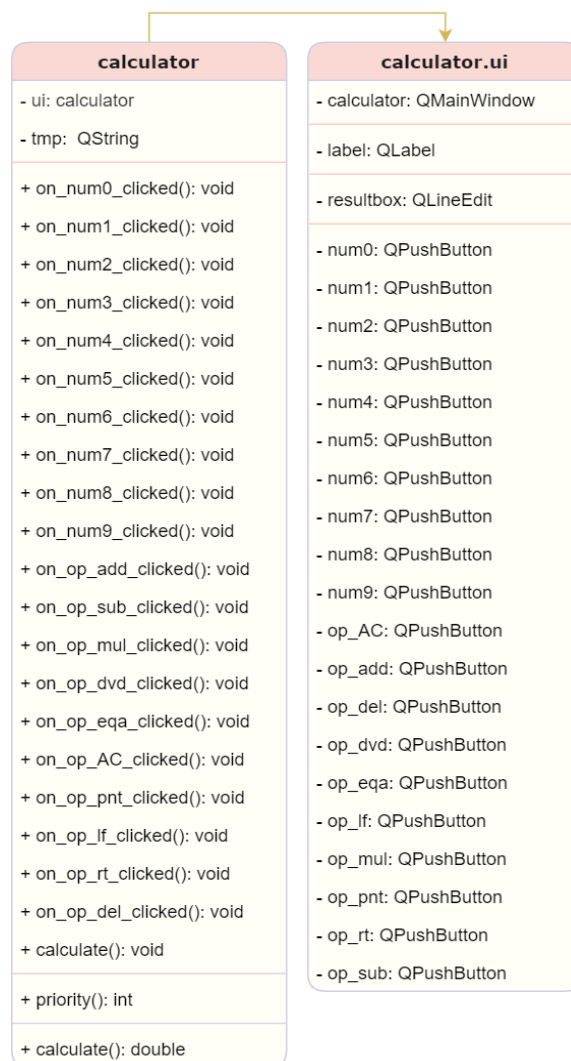 calculator
- ui: calculator
- tmp:  QString
+ on_num0_clicked(): void
+ on_num1_clicked(): void
+ on_num2_clicked(): void
+ on_num3_clicked(): void
+ on_num4_clicked(): void
+ on_num5_clicked(): void
+ on_num6_clicked(): void
+ on_num7_clicked(): void
+ on_num8_clicked(): void
+ on_num9_clicked(): void
+ on_op_add_clicked(): void
+ on_op_sub_clicked(): void
+ on_op_mul_clicked(): void
+ on_op_dvd_clicked(): void
+ on_op_eqa_clicked(): void
+ on_op_AC_clicked(): void
+ on_op_pnt_clicked(): void
+ on_op_lf_clicked(): void
+ on_op_rt_clicked(): void
+ on_op_del_clicked(): void
+ calculate(): void
+ priority(): int
+ calculate(): double
calculator.ui
- calculator: QMainWindow
- label: QLabel
- resultbox: QLineEdit
- num0: QPushButton
- num1: QPushButton
- num2: QPushButton
- num3: QPushButton
- num4: QPushButton
- num5: QPushButton
- num6: QPushButton
- num7: QPushButton
- num8: QPushButton
- num9: QPushButton
- op_AC: QPushButton
- op_add: QPushButton
- op_del: QPushButton
- op_dvd: QPushButton
- op_eqa: QPushButton
- op_lf: QPushButton
- op_mul: QPushButton
- op_pnt: QPushButton
- op_rt: QPushButton
- op_sub: QPushButton